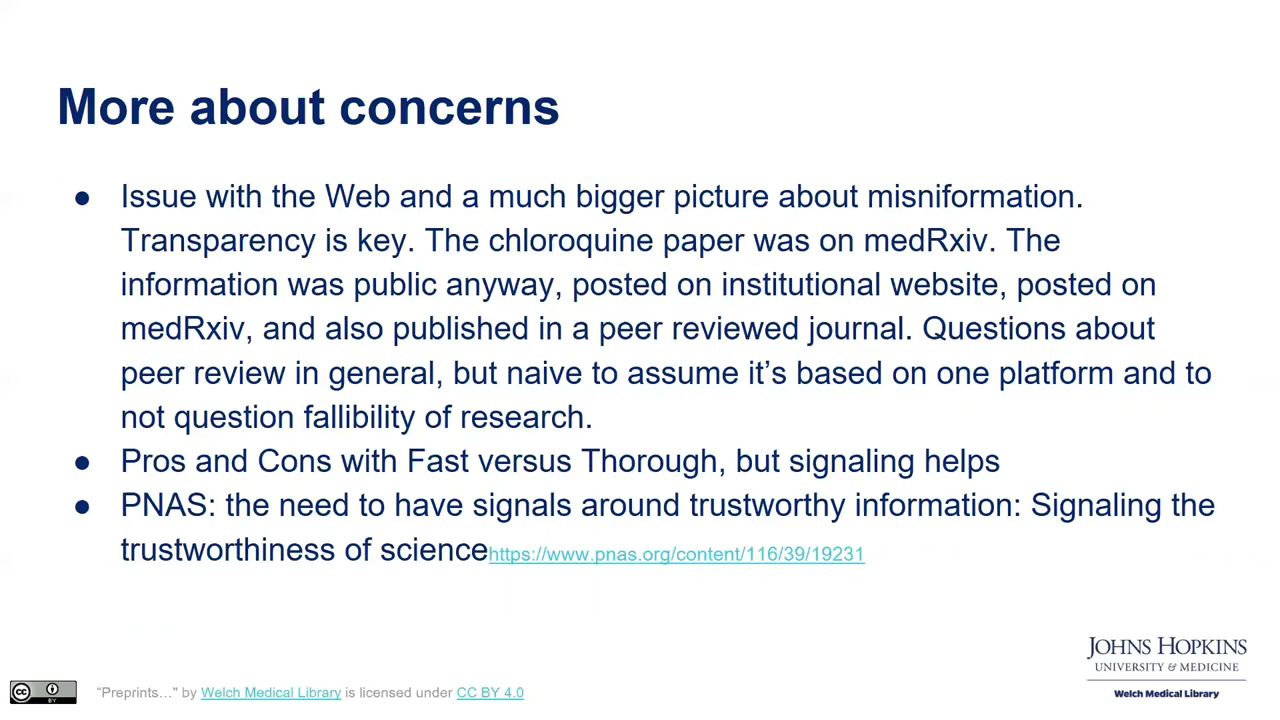 More about concerns
● Issue with the Web and a much bigger picture about misniformation.
Transparency is key. The chloroquine paper was on medRxiv. The
information was public anyway, posted on institutional website, posted on
medRxiv, and also published in a peer reviewed journal. Questions about
peer review in general, but naive to assume it’s based on one platform and to
not question fallibility of research.
● Pros and Cons with Fast versus Thorough, but signaling helps
● PNAS: the need to have signals around trustworthy information: Signaling the
trustworthiness of sciencehttps://www.pnas.org/content/116/39/19231
JOHNS HOPKINS
UNIVERSITY & MEDICINE
Welch Medical Library
cc BY
“Preprints…" by Welch Medical Library is licensed under CC BY 4.0